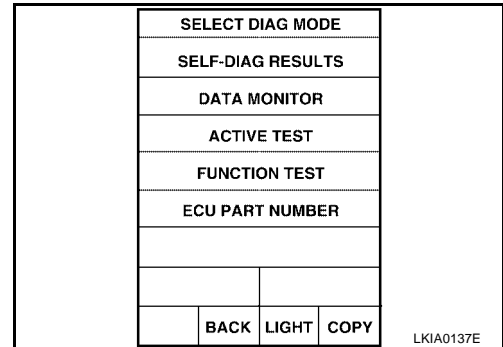 SELECT DIAG MODE
SELF-DIAG RESULTS
DATA MONITOR
ACTIVE TEST
FUNCTION TEST
ECU PART NUMBER
BACK LIGHT COPY
LKIA0137E